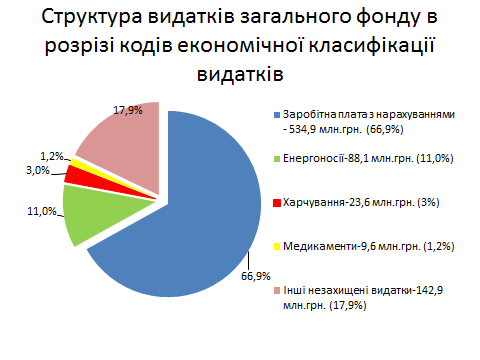 Структура видатків загального фонду в
розрізі кодів економічної класифікації
видатків
17,9%
1,2%
3,0%
11,0%
66,9%
Заробітна плата з нарахуваннями
- 534,9 млн.грн. (66,9%)
Енергоносії-88,1 млн.грн. (11,0%)
Харчування-23,6 млн.грн. (3%)
Медикаменти-9,6 млн.грн. (1,2%)
Інші незахищені видатки-142,9
млн.грн. (17,9%)